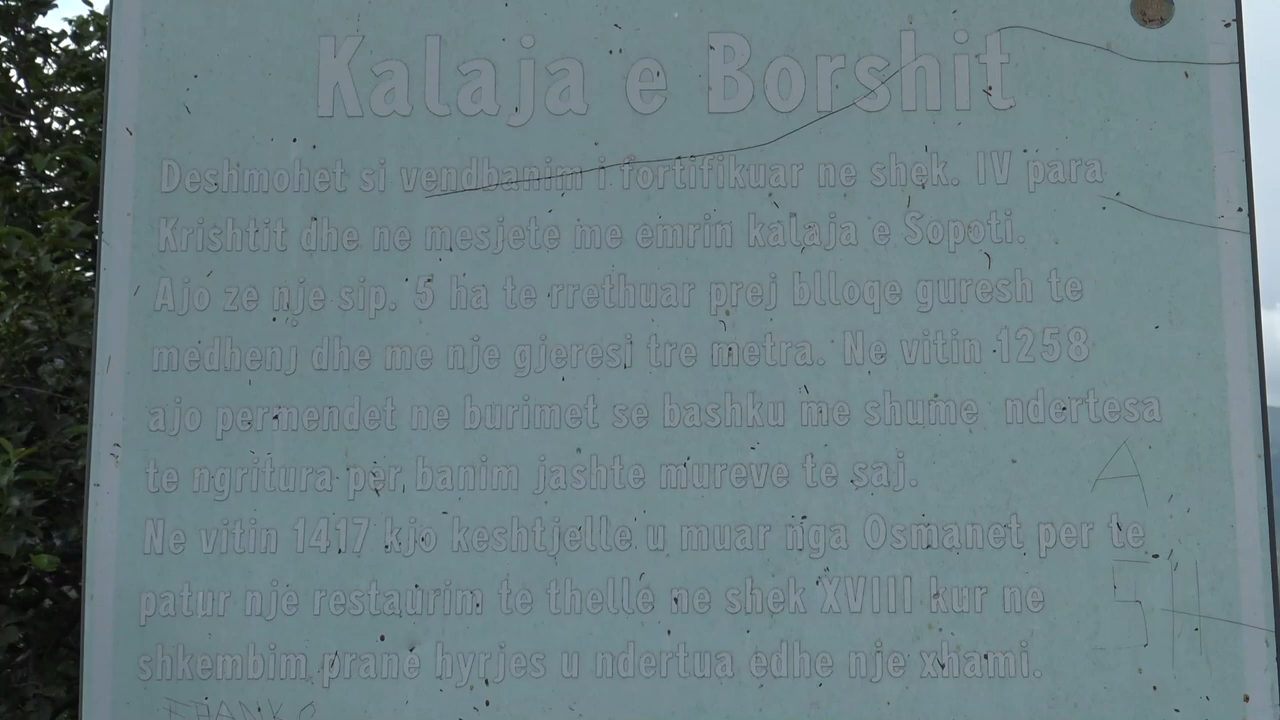 Kalaja e Borshit
Deshmohet si vendbanim i fortifikuar ne shek. IV para
Krishtit dhe ne mesjete me emrin kalaja e Sopoti.
Ajo ze nje sip. 5 ha te rrethuar prej blloqe guresh te
medhenj dhe me nje gjeresi tre metra. Ne vitin 1258
ajo permendet ne burimet se bashku me shume ndertesa
te ngritura per banim jashte mureve te saj.
A
Ne vitin 1417 kjo keshtjelle u muar nga Osmanet per te
patur nje restaurim te thelle ne shek XVIII kur ne
shkembim prane hyrjes u ndertua edhe nje xhami.